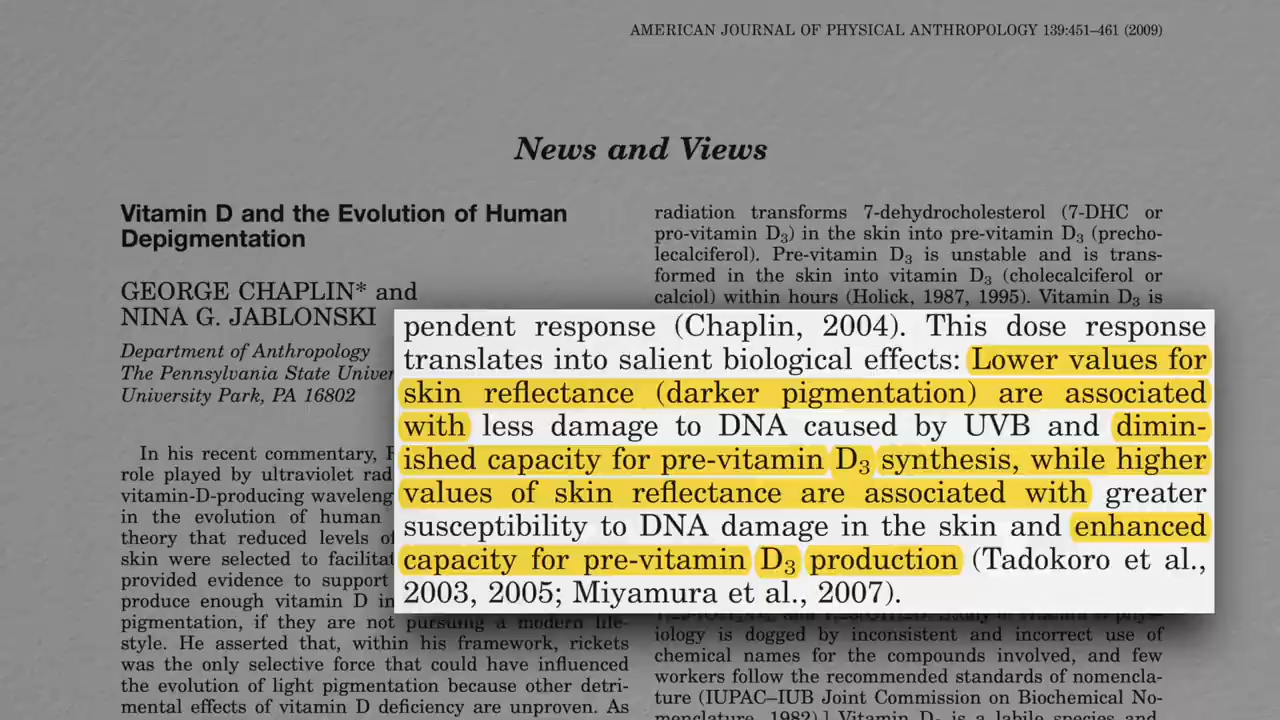 AMERICAN JOURNAL OF PHYSICAL ANTHROPOLOGY 139:451–461 (2009)
News and Views
Vitamin D and the Evolution of Human
Depigmentation
GEORGE CHAPLIN* and
NINA G. JABLONSKI
Department of Anthropology
The Pennsylvania State
University Park, PA 16802
In his recent commentary,
role played by ultraviolet
vitamin-D-producing
in the evolution of human
theory that reduced levels
skin were selected to
provided evidence to support
produce enough vitamin D in
pigmentation, if they are not pursuing a modern life-
style. He asserted that, within his framework, rickets
was the only selective force that could have influenced
the evolution of light pigmentation because other detri-
mental effects of vitamin D deficiency are unproven. As
radiation transforms 7-dehydrocholesterol (7-DHC or
pro-vitamin D₃) in the skin into pre-vitamin D₃ (precho-
lecalciferol). Pre-vitamin D₃ is unstable and is trans-
formed in the skin into vitamin D₃ (cholecalciferol or
calciol) within hours (Holick, 1987, 1995). Vitamin D₃ is
pendent response (Chaplin, 2004). This dose response
translates into salient biological effects: Lower values for
skin reflectance (darker pigmentation) are associated
with less damage to DNA caused by UVB and dimin-
ished capacity for pre-vitamin D₃ synthesis, while higher
values of skin reflectance are associated with greater
susceptibility to DNA damage in the skin and enhanced
capacity for pre-vitamin D₃ production (Tadokoro et al.,
2003, 2005; Miyamura et al., 2007).
iology is dogged by inconsistent and incorrect use of
chemical names for the compounds involved, and few
workers follow the recommended standards of nomencla-
ture (IUPAC–IUB Joint Commission on Biochemical No-
menclature, 1982).] Vitamin D₃ is a labile species and